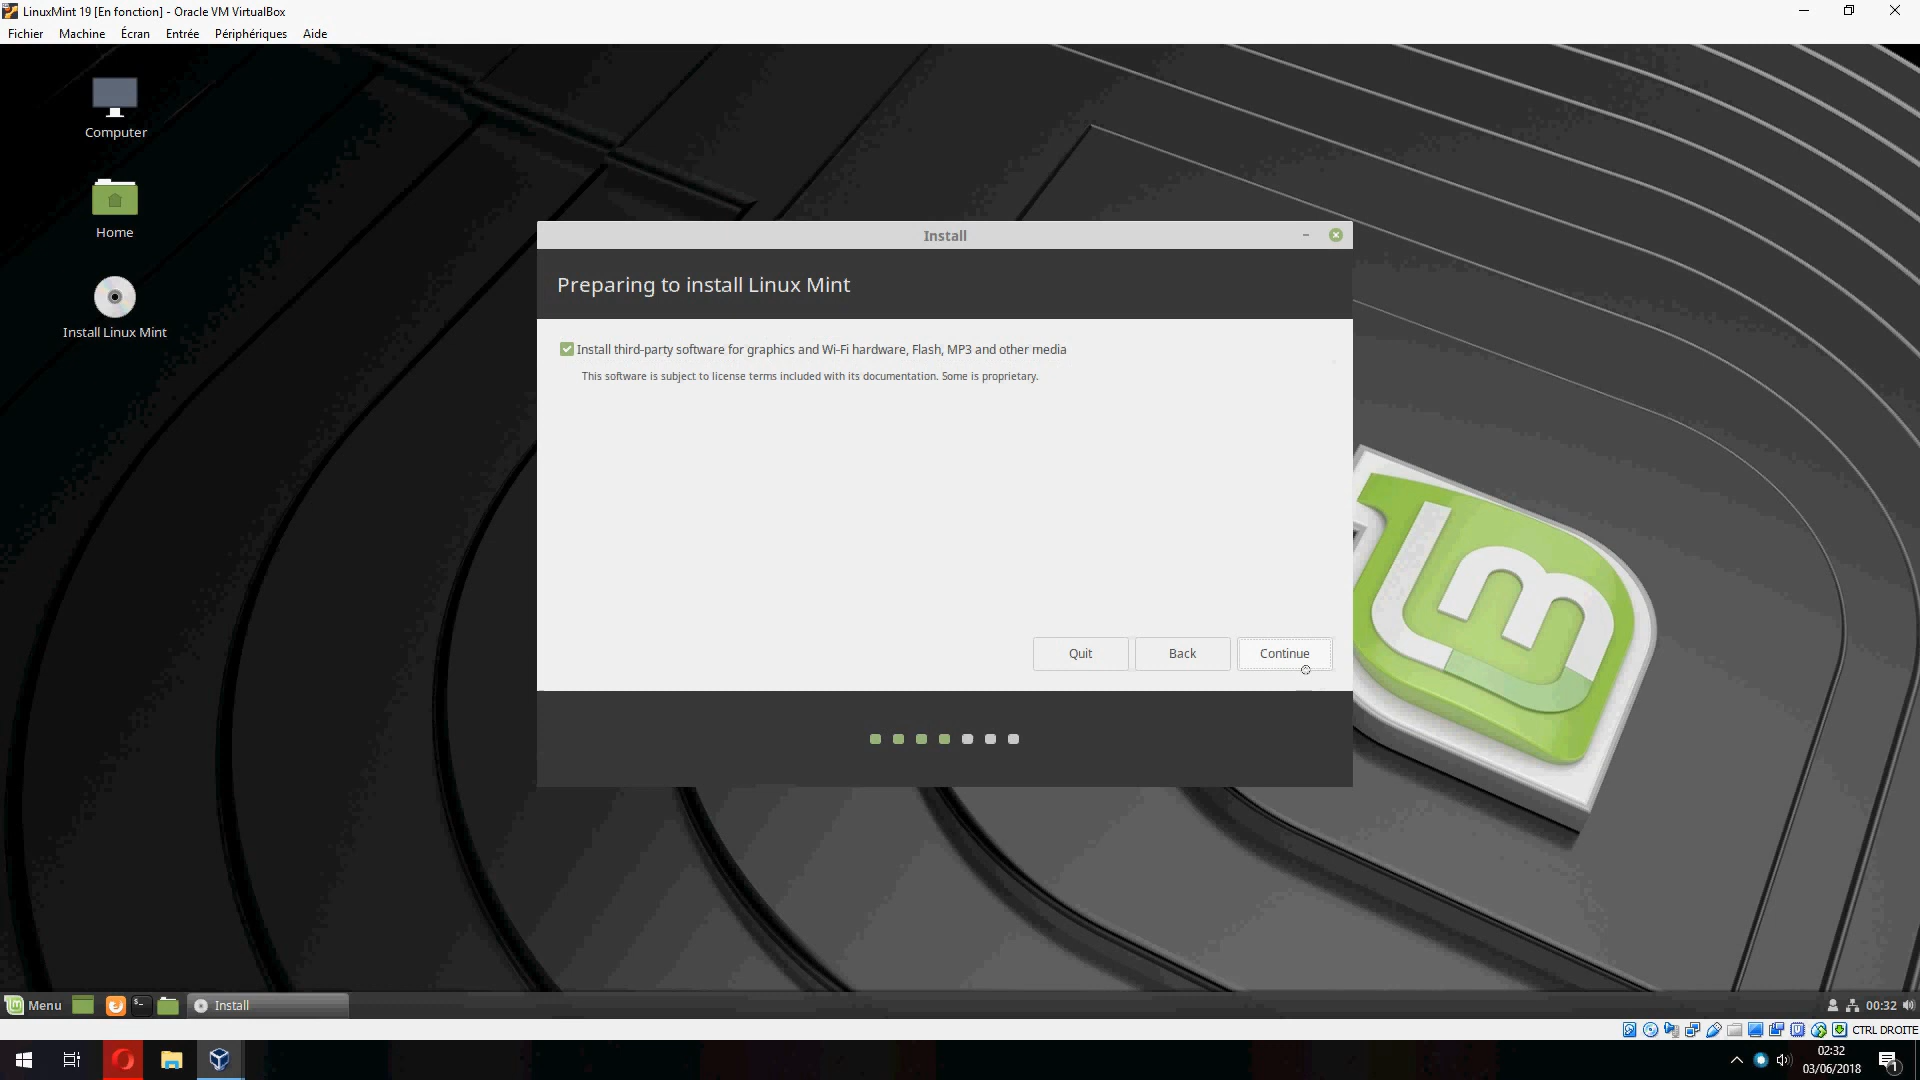 LinuxMint 19 [En fonction] - Oracle VM VirtualBox
Fichier Machine Écran Entrée Périphériques Aide
Computer
Home
Install Linux Mint
Install
Preparing to install Linux Mint
Install third-party software for graphics and Wi-Fi hardware, Flash, MP3 and other media
This software is subject to license terms included with its documentation. Some is proprietary.
Quit Back Continue
lm
Menu Install 00:32
CTRL DROITE
02:32
03/06/2018
1